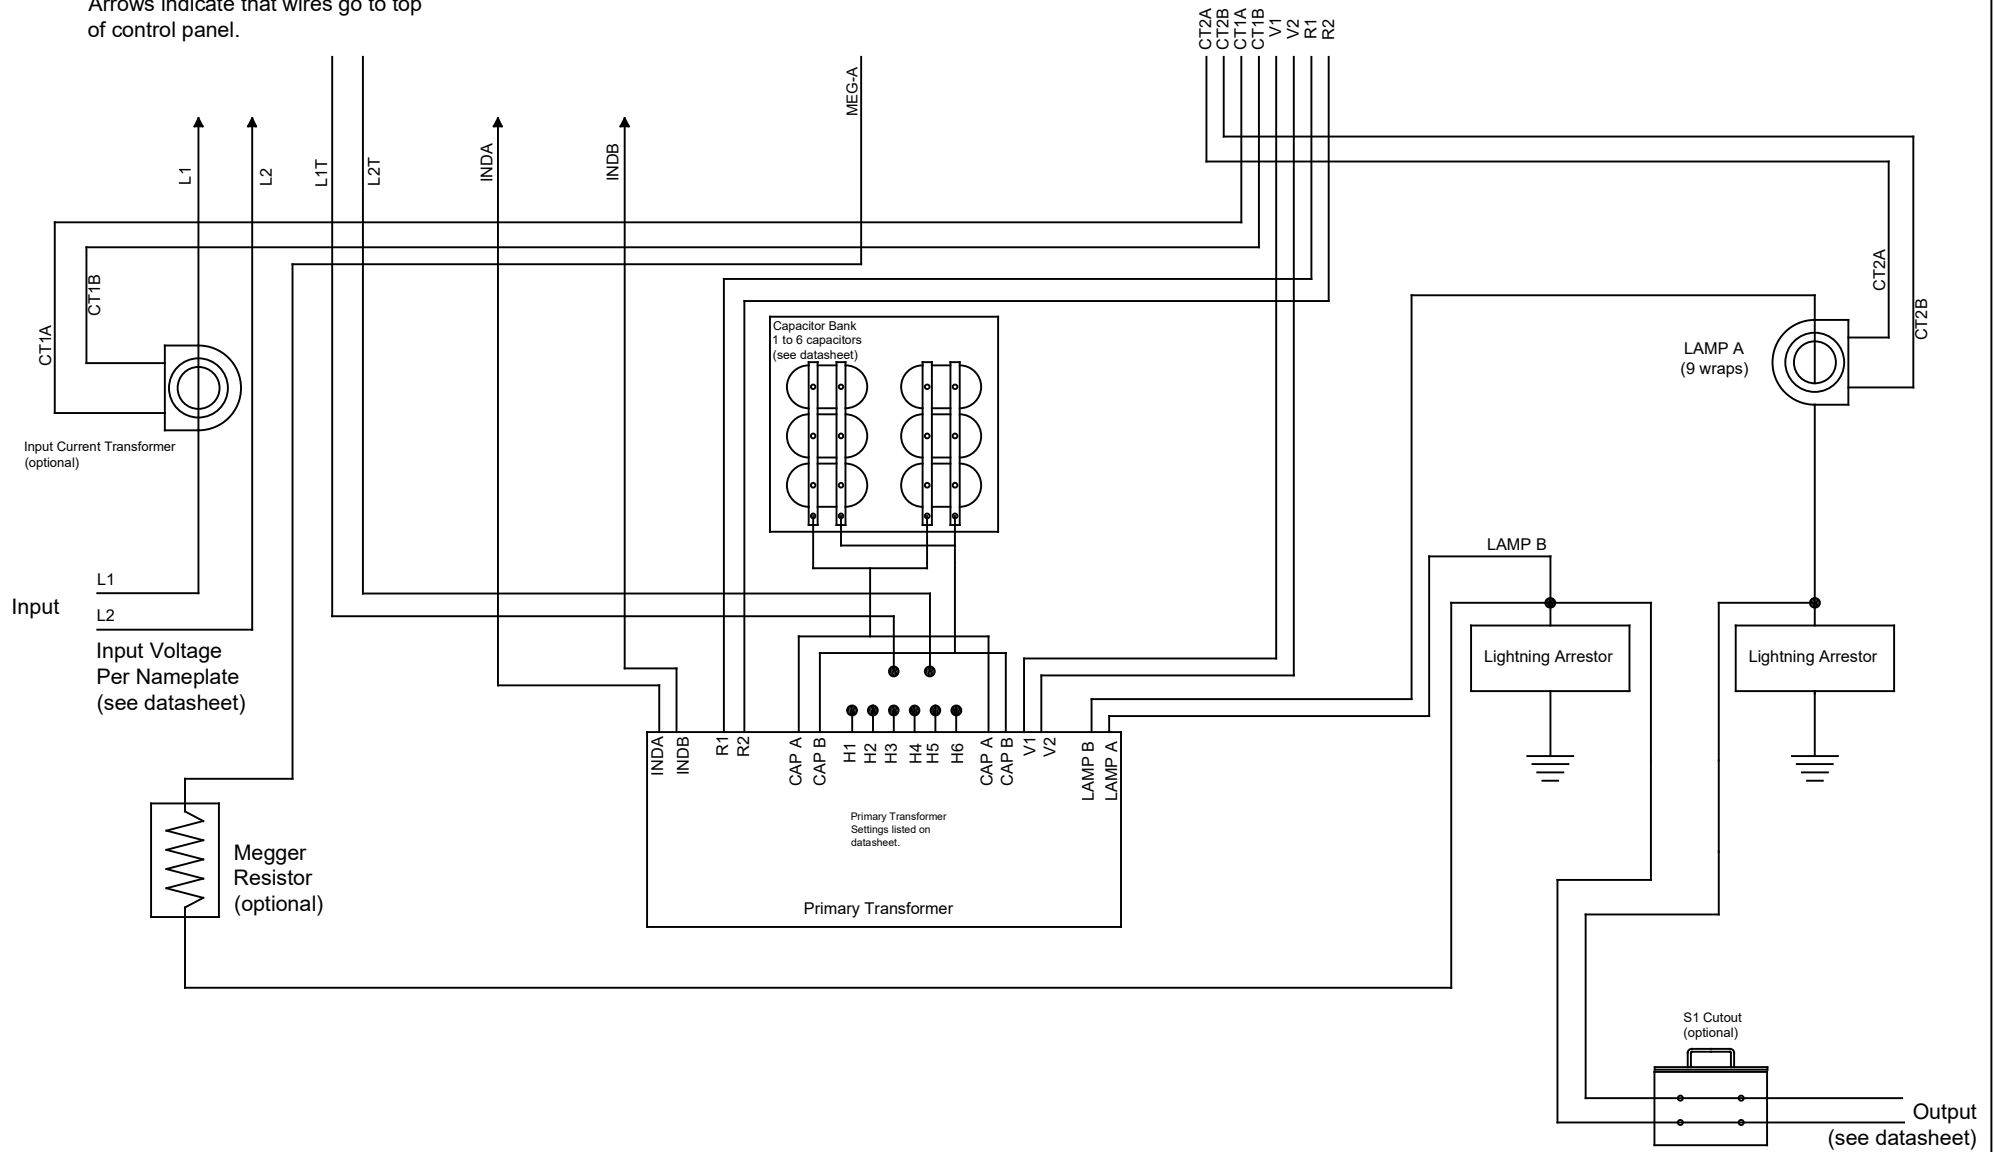 Arrows indicate that wires go to top
of control panel.
CT2A
CT2B
CT1A
CT1B
V1
V2
R1
R2
MEG-A
L1
L2
L1T
L2T
INDA
INDB
CT1B
CT1A
CT2A
CT2B
Capacitor Bank
1 to 6 capacitors
(see datasheet)
LAMP A
(9 wraps)
Input Current Transformer
(optional)
LAMP B
L1
Input
L2
Input Voltage
Per Nameplate
(see datasheet)
Lightning Arrestor
Lightning Arrestor
INDA
INDB
R1
R2
CAP A
CAP B
H1
H2
H3
H4
H5
H6
CAP A
CAP B
V1
V2
LAMP B
LAMP A
Primary Transformer
Settings listed on
datasheet.
Megger
Resistor
(optional)
Primary Transformer
S1 Cutout
(optional)
Output
(see datasheet)